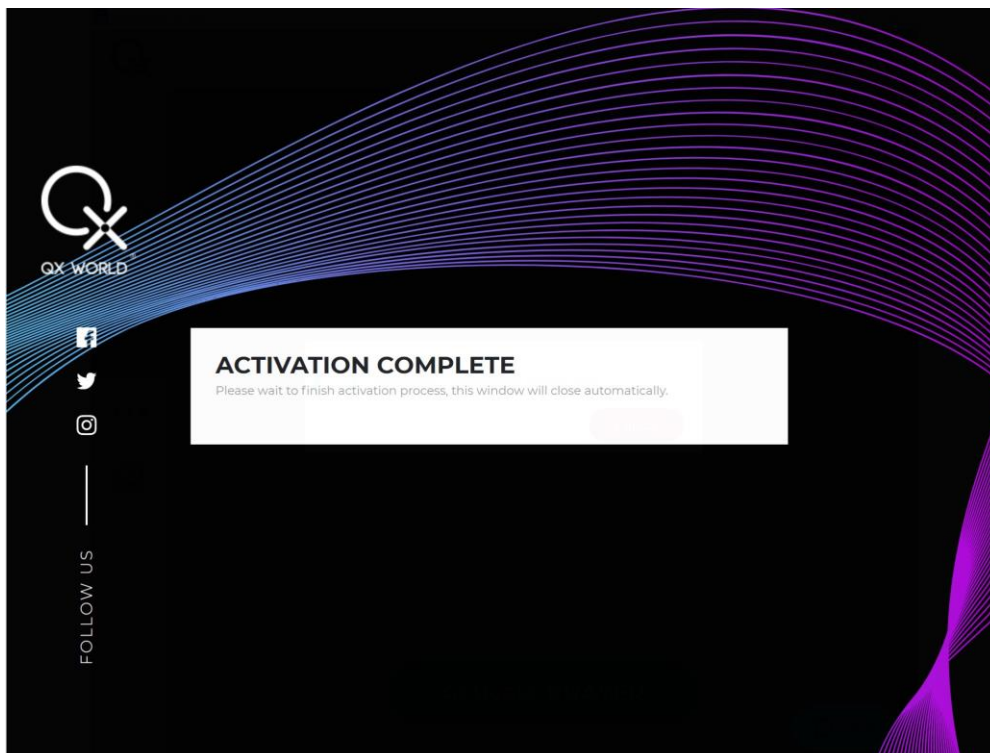 QX WORLD
ACTIVATION COMPLETE
Please wait to finish activation process, this window will close automatically.
FOLLOW US